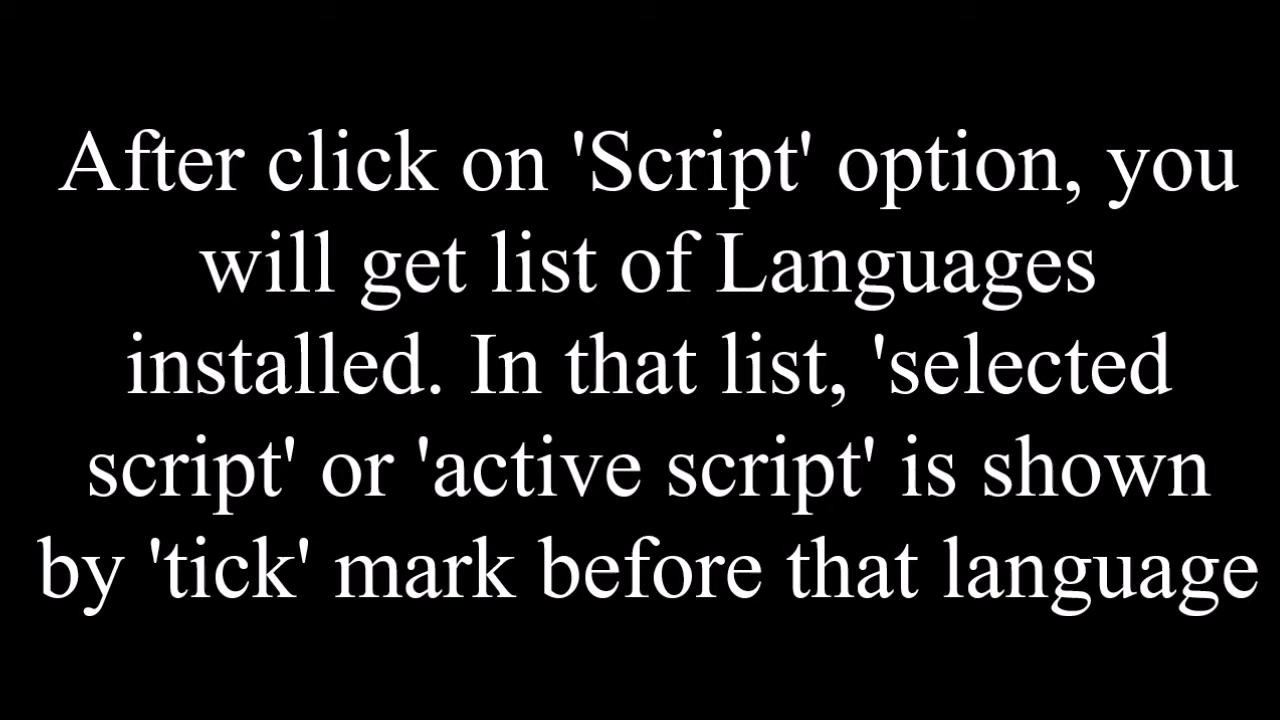 After click on 'Script' option, you
will get list of Languages
installed. In that list, 'selected
script' or 'active script' is shown
by 'tick' mark before that language